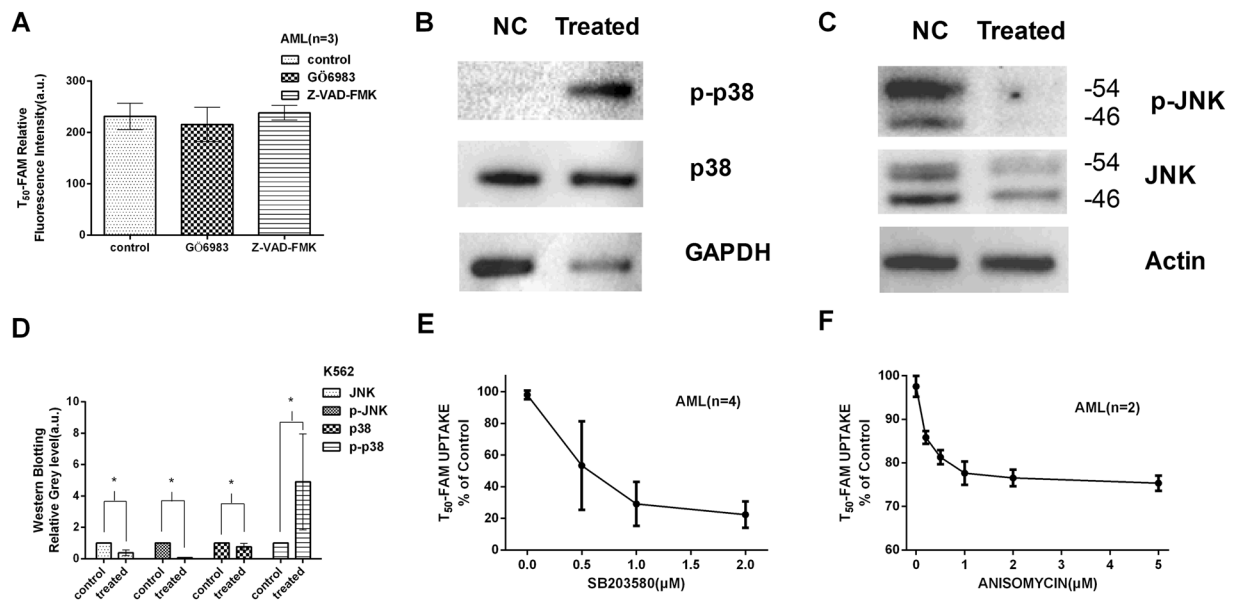 A
AML(n=3)
control
GÖ6983
Z-VAD-FMK
T50-FAM Relative
Fluorescence Intensity(a.u.)
300
200
100
0
control
GÖ6983
Z-VAD-FMK
B
NC Treated
p-p38
p38
GAPDH
C
NC Treated
-54
-46
p-JNK
-54
-46
JNK
Actin
D
K562
JNK
p-JNK
p38
p-p38
Western Blotting
Relative Grey level(a.u.)
10
8
6
4
2
0
* * * *
control treated control treated control treated control treated
E
AML(n=4)
T50-FAM UPTAKE
% of Control
100
80
60
40
20
0
0.0 0.5 1.0 1.5 2.0
SB203580(μM)
F
AML(n=2)
T50-FAM UPTAKE
% of Control
100
90
80
70
60
0 1 2 3 4 5
ANISOMYCIN(μM)